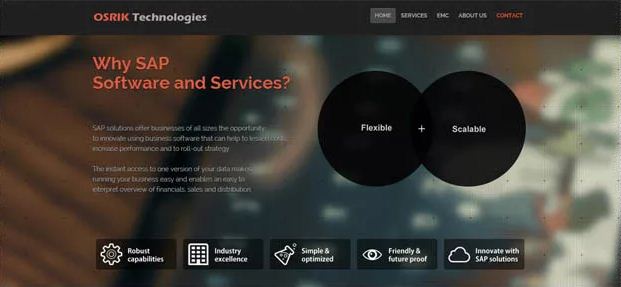 OSRIK Technologies
HOME SERVICES EMC ABOUT US CONTACT
Why SAP
Software and Services?
SAP solutions offer businesses of all sizes the opportunity
to innovate using business software that can help to lessen costs,
increase performance and to roll-out strategy
The instant access to one version of your data makes
running your business easy and enables an easy to
interpret overview of financials, sales and distribution.
Flexible + Scalable
Robust
capabilities
Industry
excellence
Simple &
optimized
Friendly &
future proof
Innovate with
SAP solutions